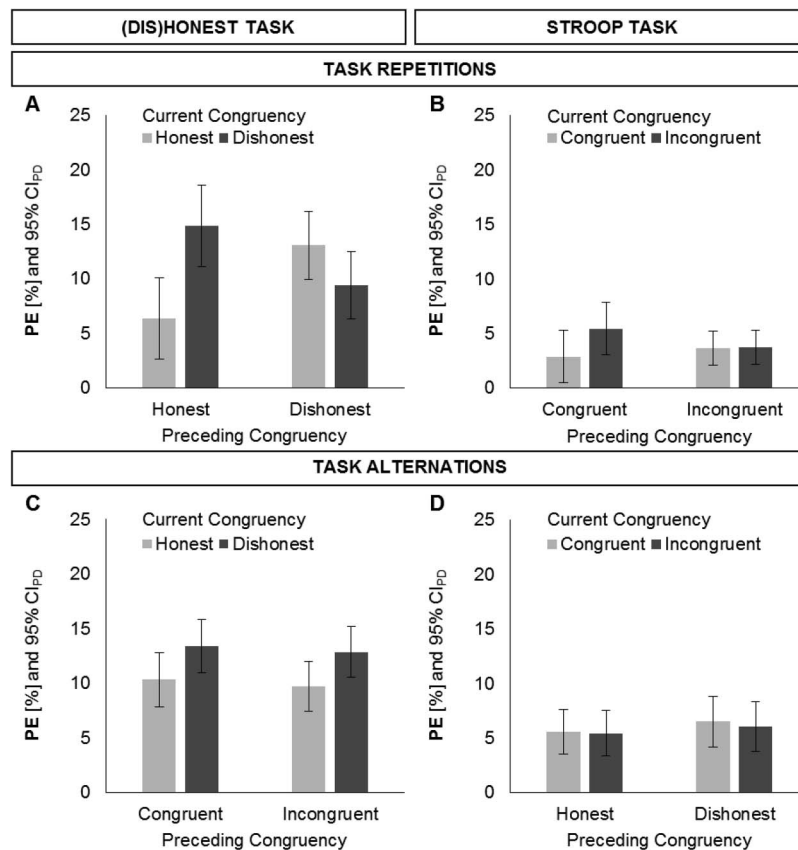 (DIS)HONEST TASK
STROOP TASK
TASK REPETITIONS
A
25
20
15
10
5
0
PE [%] and 95% CIPD
Current Congruency
Honest Dishonest
Honest Dishonest
Preceding Congruency
B
25
20
15
10
5
0
PE [%] and 95% CIPD
Current Congruency
Congruent Incongruent
Congruent Incongruent
Preceding Congruency
TASK ALTERNATIONS
C
25
20
15
10
5
0
PE [%] and 95% CIPD
Current Congruency
Honest Dishonest
Congruent Incongruent
Preceding Congruency
D
25
20
15
10
5
0
PE [%] and 95% CIPD
Current Congruency
Congruent Incongruent
Honest Dishonest
Preceding Congruency